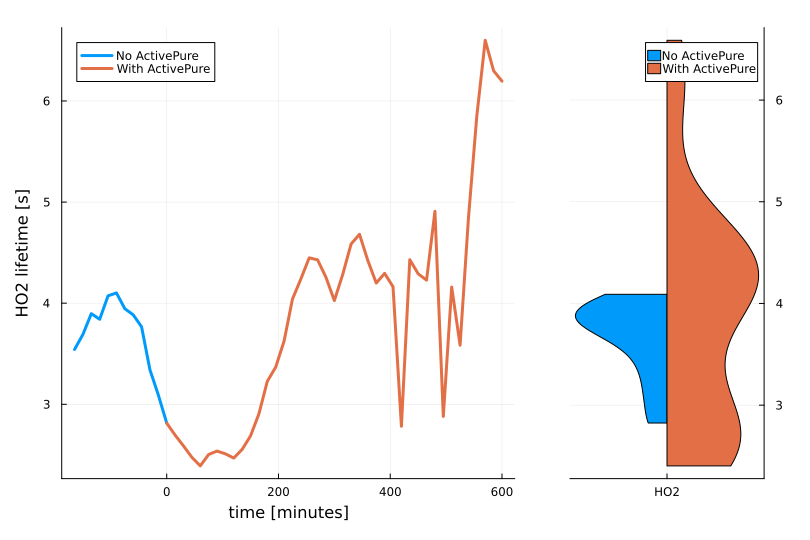 No ActivePure
With ActivePure
HO2 lifetime [s]
6
5
4
3
0
200
400
600
time [minutes]
No ActivePure
With ActivePure
6
5
4
3
HO2